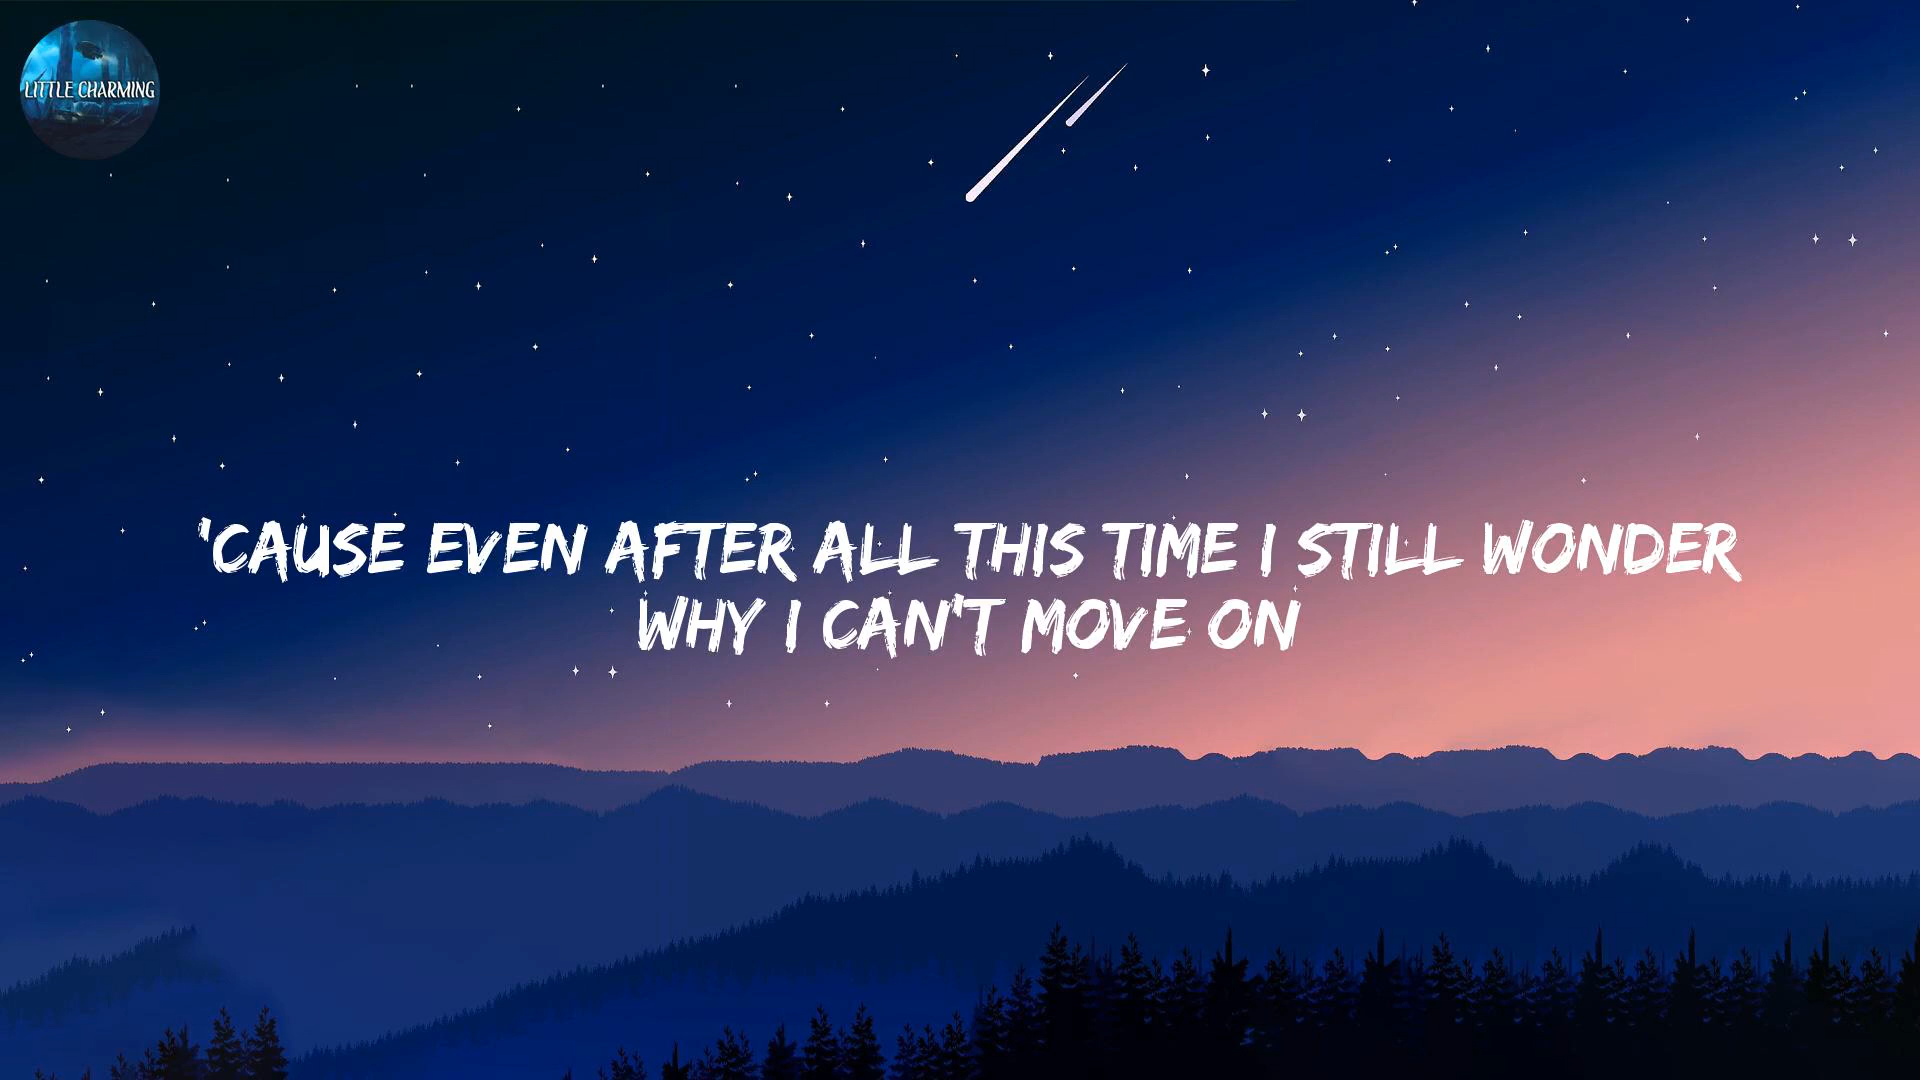 LITTLE CHARMING
'CAUSE EVEN AFTER ALL THIS TIME I STILL WONDER
WHY I CAN'T MOVE ON